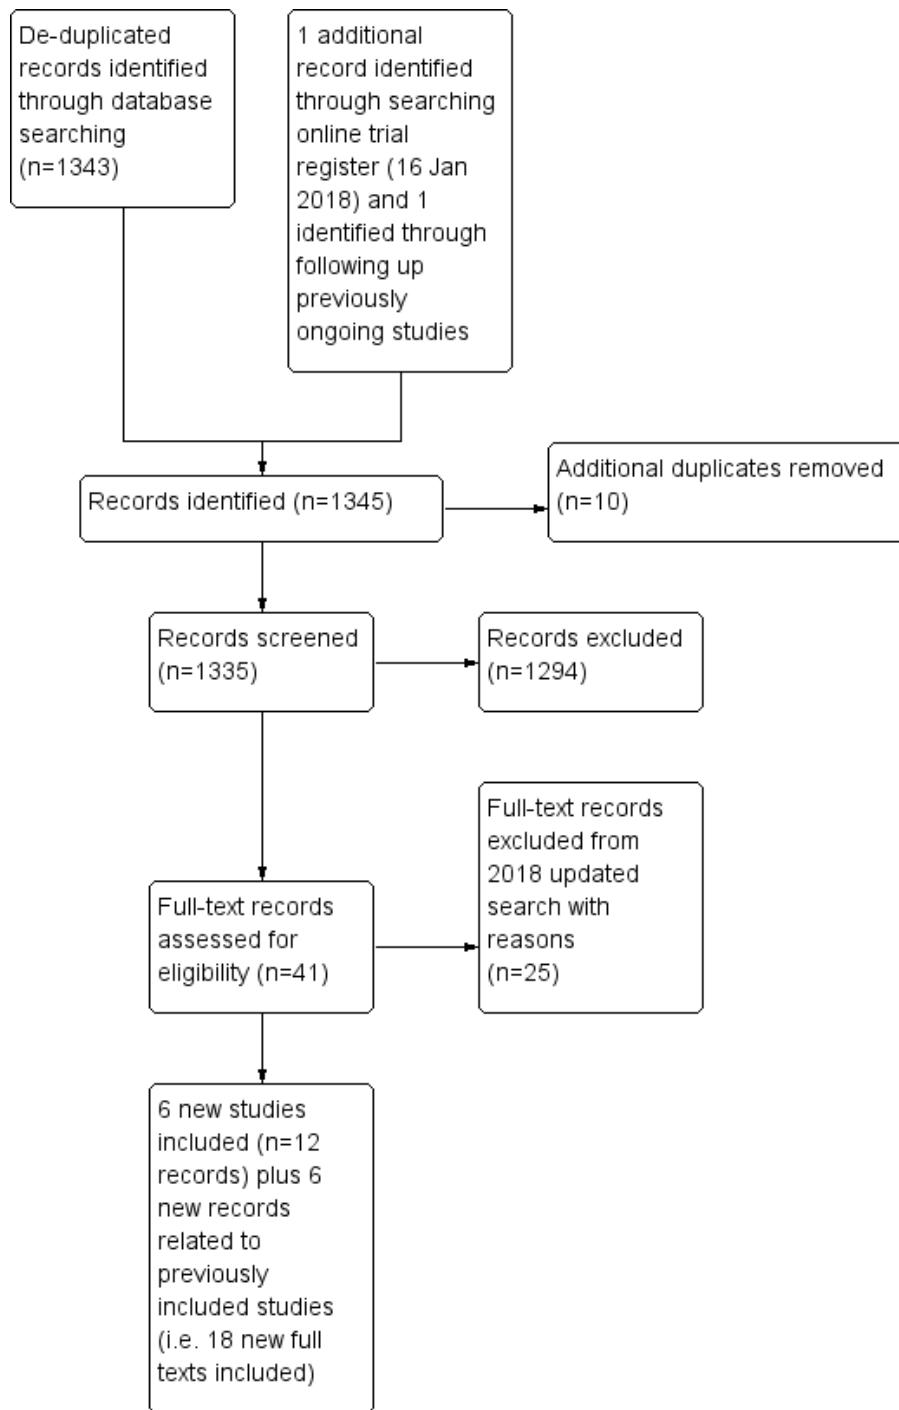 De-duplicated
records identified
through database
searching
(n=1343)
1 additional
record identified
through searching
online trial
register (16 Jan
2018) and 1
identified through
following up
previously
ongoing studies
Records identified (n=1345)
Additional duplicates removed
(n=10)
Records screened
(n=1335)
Records excluded
(n=1294)
Full-text records
assessed for
eligibility (n=41)
Full-text records
excluded from
2018 updated
search with
reasons
(n=25)
6 new studies
included (n=12
records) plus 6
new records
related to
previously
included studies
(i.e. 18 new full
texts included)